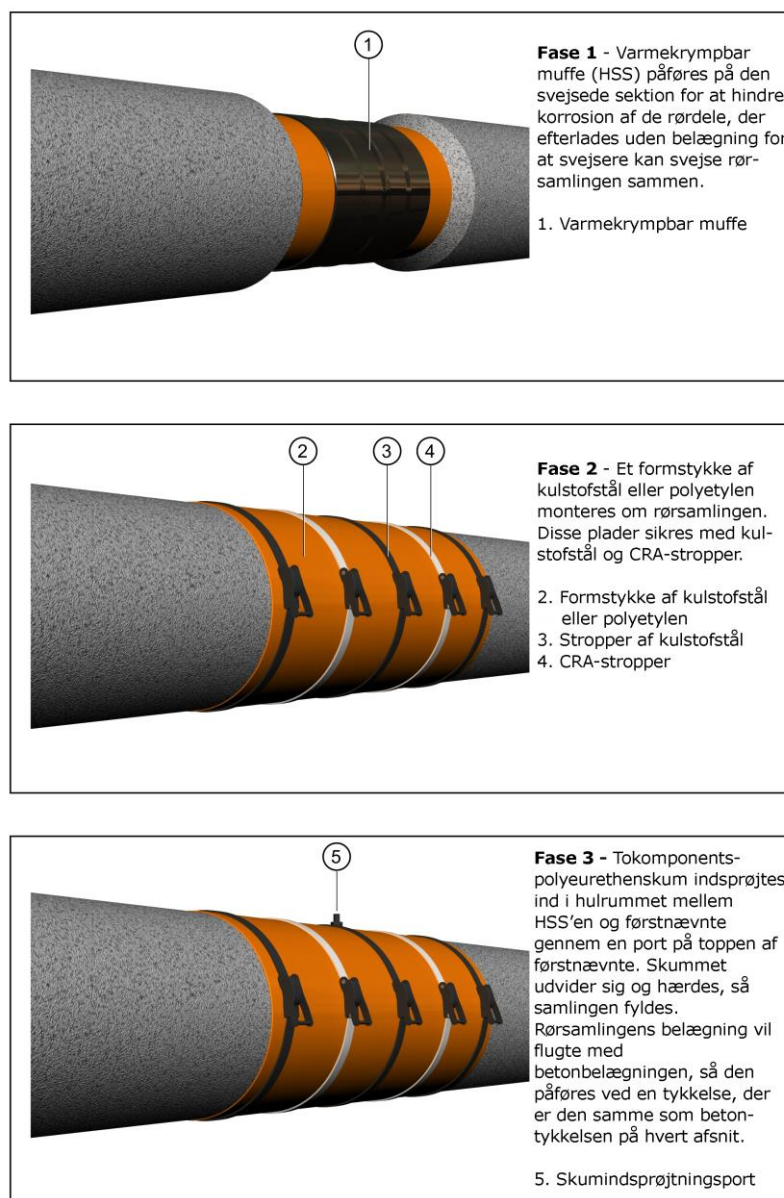 1
Fase 1 - Varmekrympbar
muffe (HSS) påføres på den
svejsede sektion for at hindre
korrosion af de rørdele, der
efterlades uden belægning for
at svejsere kan svejse rør-
samlingen sammen.
1. Varmekrympbar muffe
2
3
4
Fase 2 - Et formstykke af
kulstofstål eller polyetylen
monteres om rørsamlingen.
Disse plader sikres med kul-
stofstål og CRA-stropper.
2. Formstykke af kulstofstål
eller polyetylen
3. Stropper af kulstofstål
4. CRA-stropper
5
Fase 3 - Tokomponents-
polyeurethenskum indsprøjtes
ind i hulrummet mellem
HSS'en og førstnævnte
gennem en port på toppen af
førstnævnte. Skummet
udvider sig og hærdes, så
samlingen fyldes.
Rørsamlingens belægning vil
flugte med
betonbelægningen, så den
påføres ved en tykkelse, der
er den samme som beton-
tykkelsen på hvert afsnit.
5. Skumindsprøjtningsport